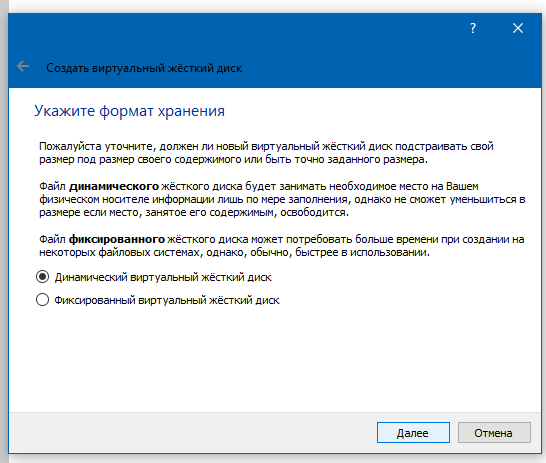 ?
Создать виртуальный жёсткий диск
Укажите формат хранения
Пожалуйста уточните, должен ли новый виртуальный жёсткий диск подстраивать свой
размер под размер своего содержимого или быть точно заданного размера.
Файл динамического жёсткого диска будет занимать необходимое место на Вашем
физическом носителе информации лишь по мере заполнения, однако не сможет уменьшиться в
размере если место, занятое его содержимым, освободится.
Файл фиксированного жёсткого диска может потребовать больше времени при создании на
некоторых файловых системах, однако, обычно, быстрее в использовании.
Динамический виртуальный жёсткий диск
Фиксированный виртуальный жёсткий диск
Далее
Отмена